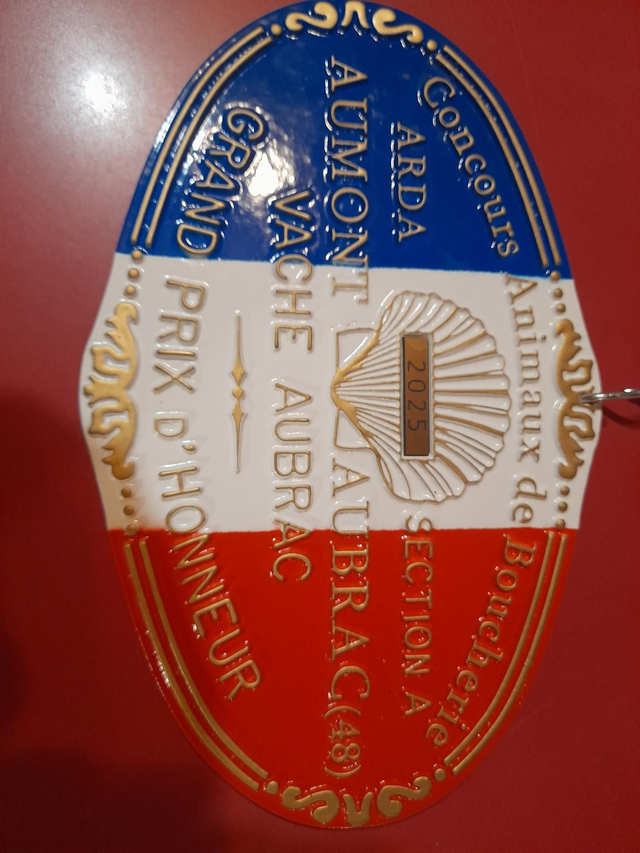 Concours Animaux de Boucherie
ARDA 2025 SECTION A
AUMONT AUBRAC (48)
VACHE AUBRAC
GRAND PRIX D'HONNEUR